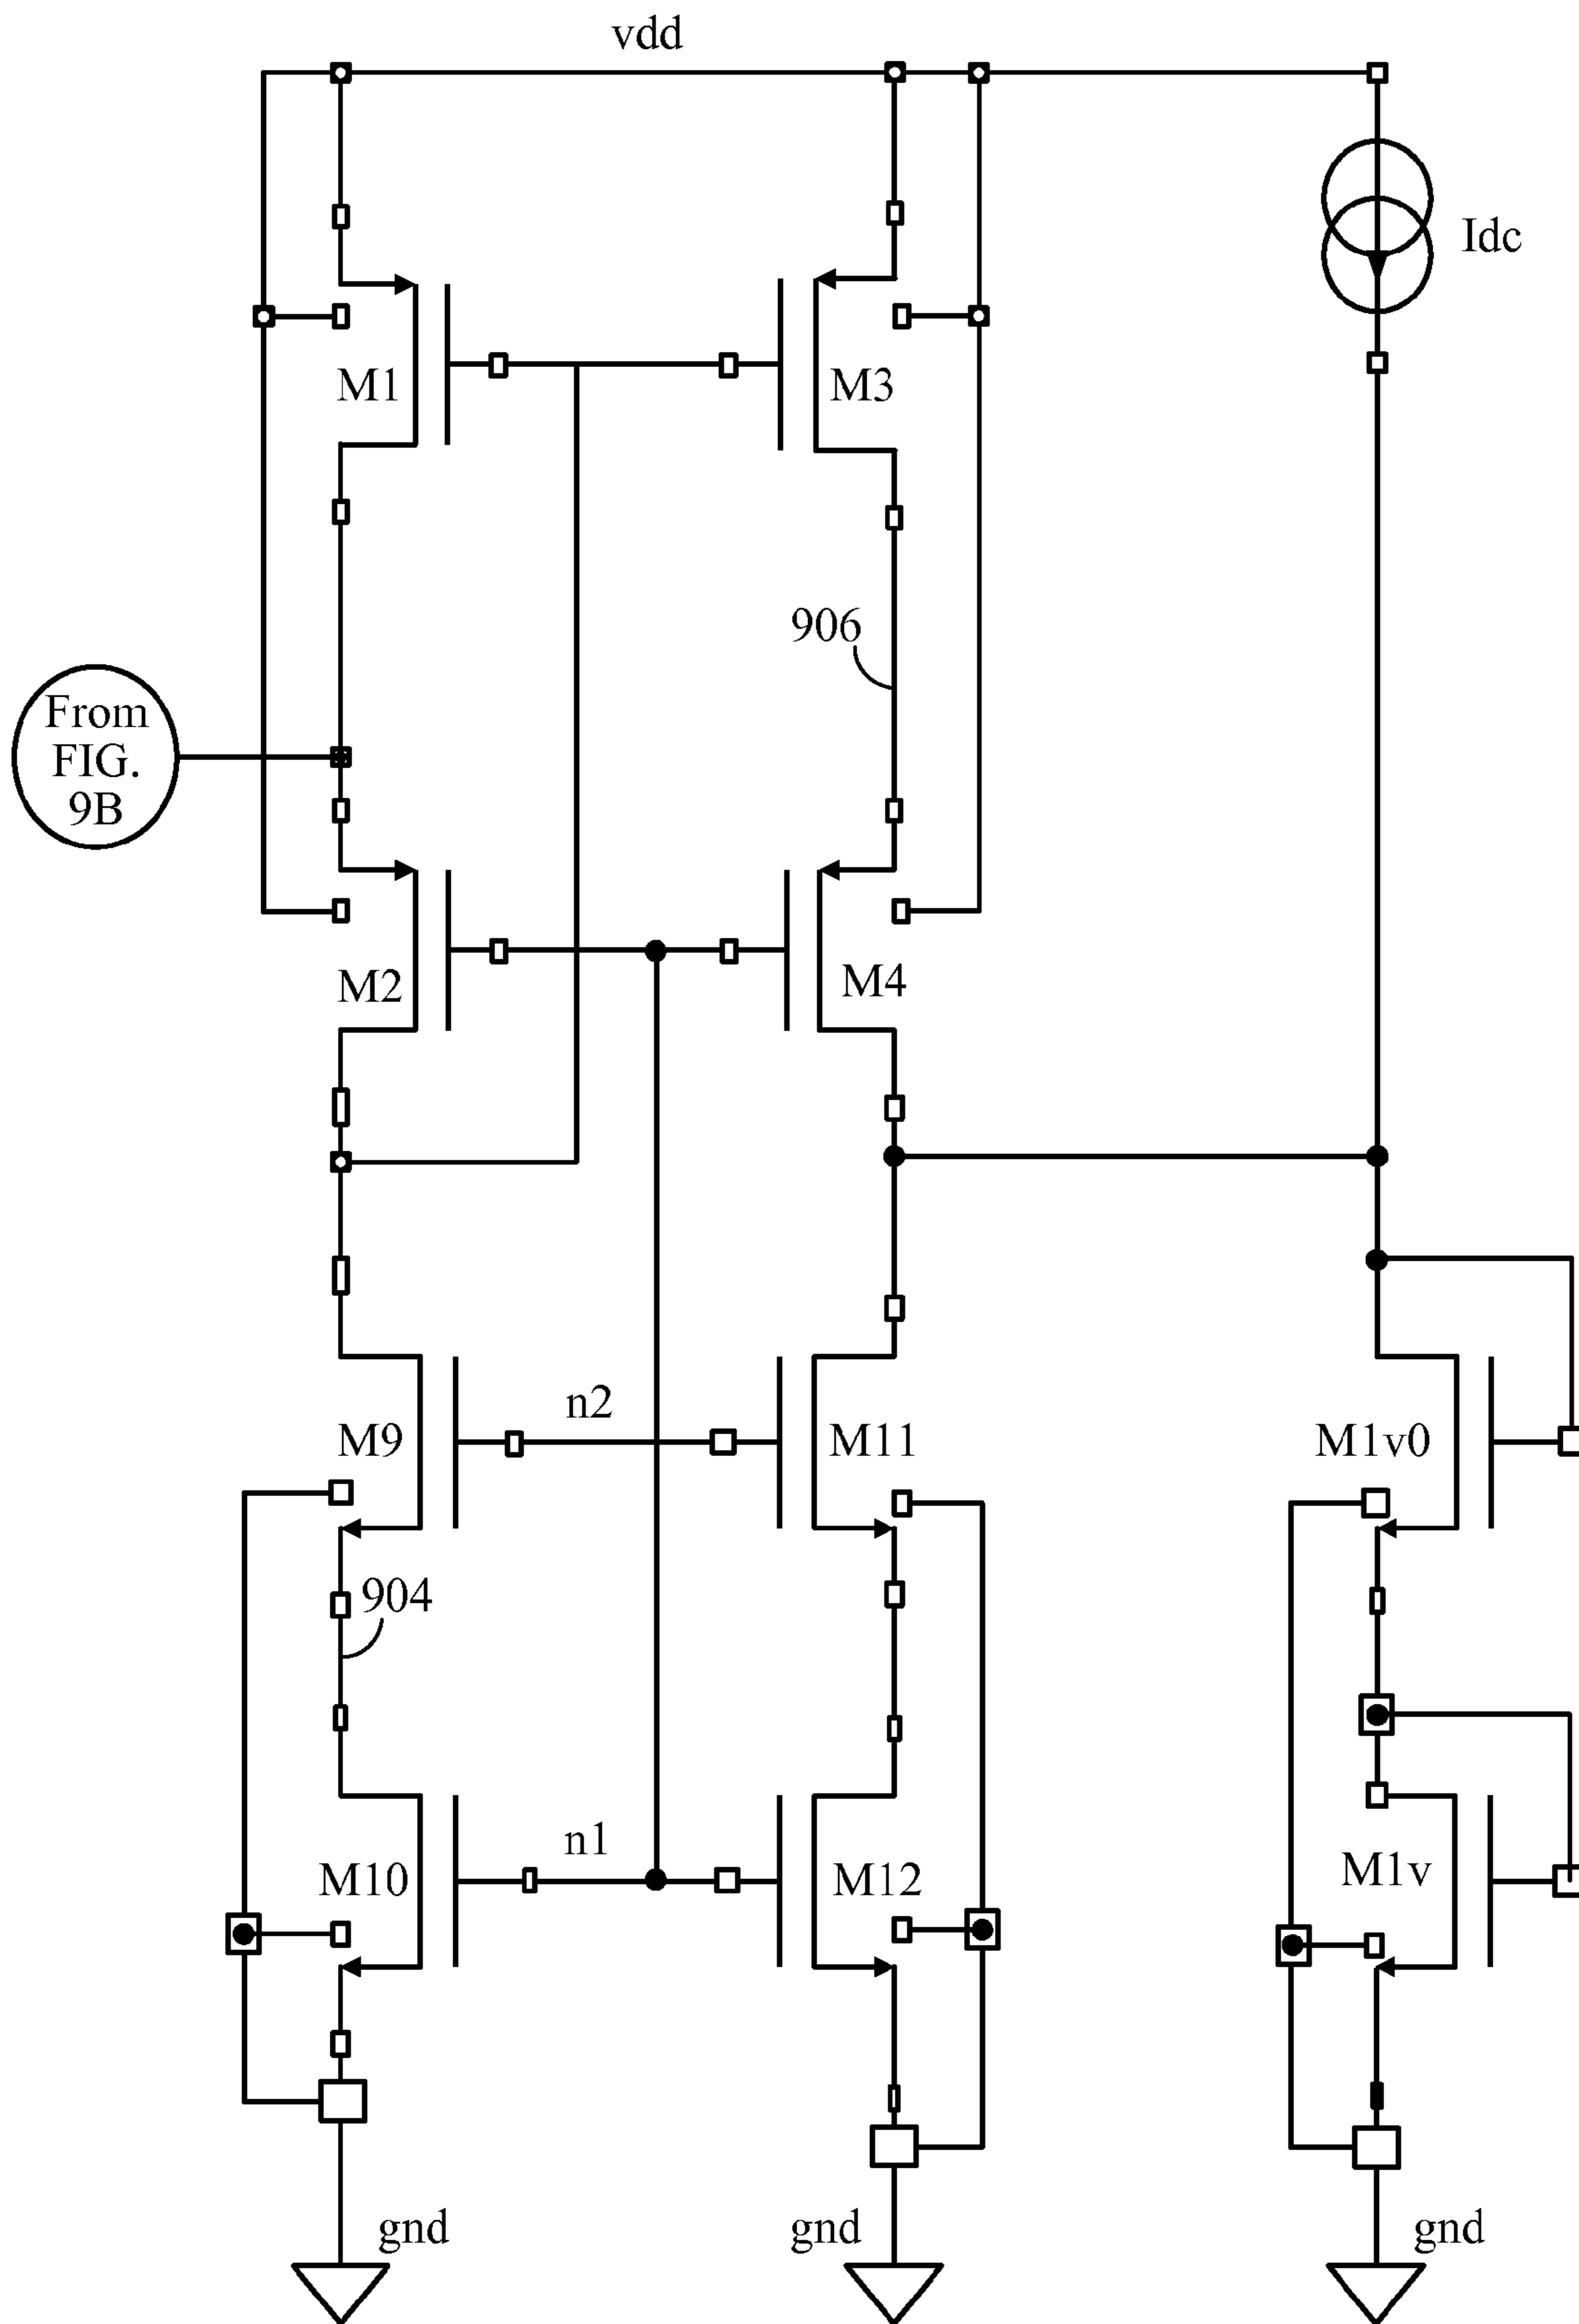 vdd
Idc
M1
M3
906
From
FIG.
9B
M2
M4
n2
M9
M11
M1v0
904
n1
M10
M12
M1v
gnd
gnd
gnd